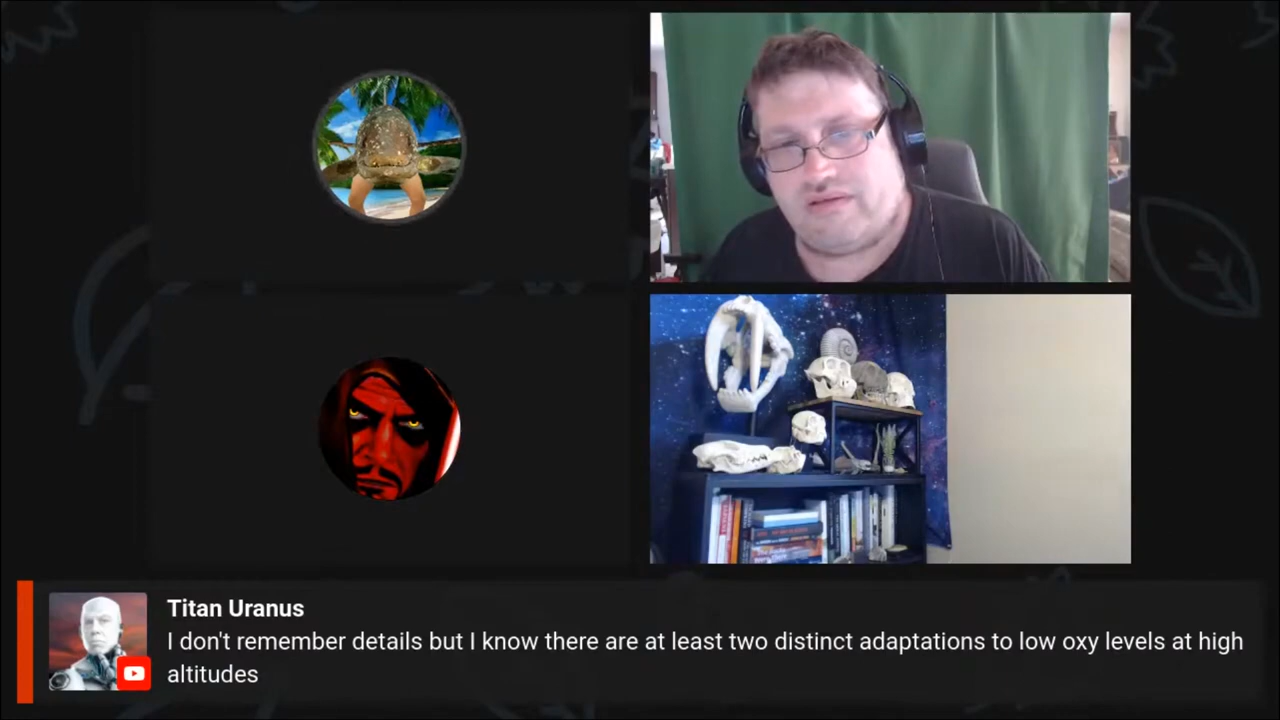 Titan Uranus
I don't remember details but I know there are at least two distinct adaptations to low oxy levels at high
altitudes